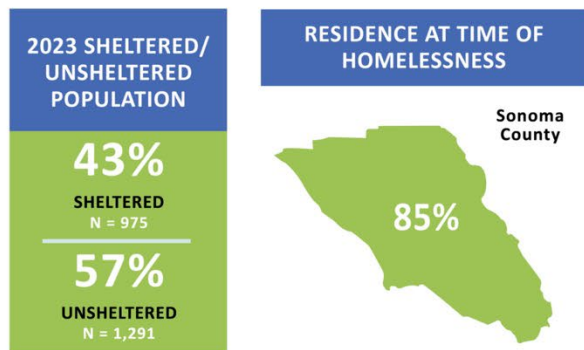 2023 SHELTERED/
UNSHELTERED
POPULATION
43%
SHELTERED
N = 975
57%
UNSHELTERED
N = 1,291
RESIDENCE AT TIME OF
HOMELESSNESS
Sonoma
County
85%